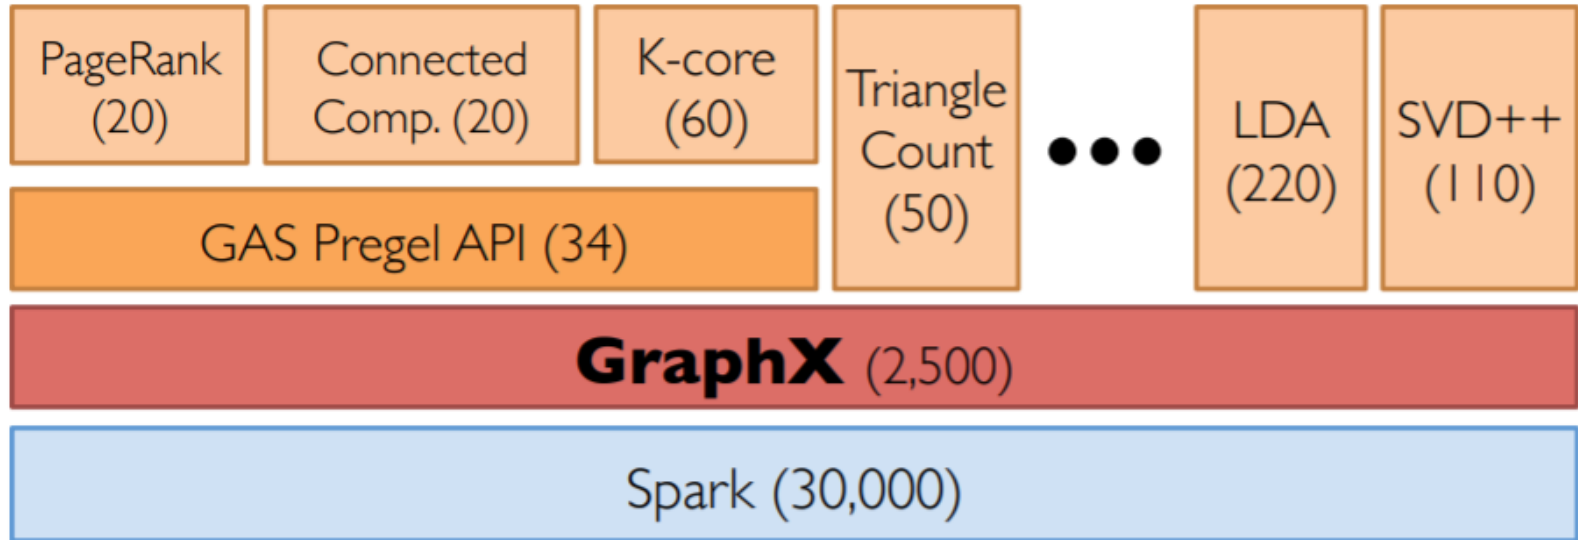 PageRank
(20)
Connected
Comp. (20)
K-core
(60)
Triangle
Count
(50)
LDA
(220)
SVD++
(110)
GAS Pregel API (34)
GraphX (2,500)
Spark (30,000)